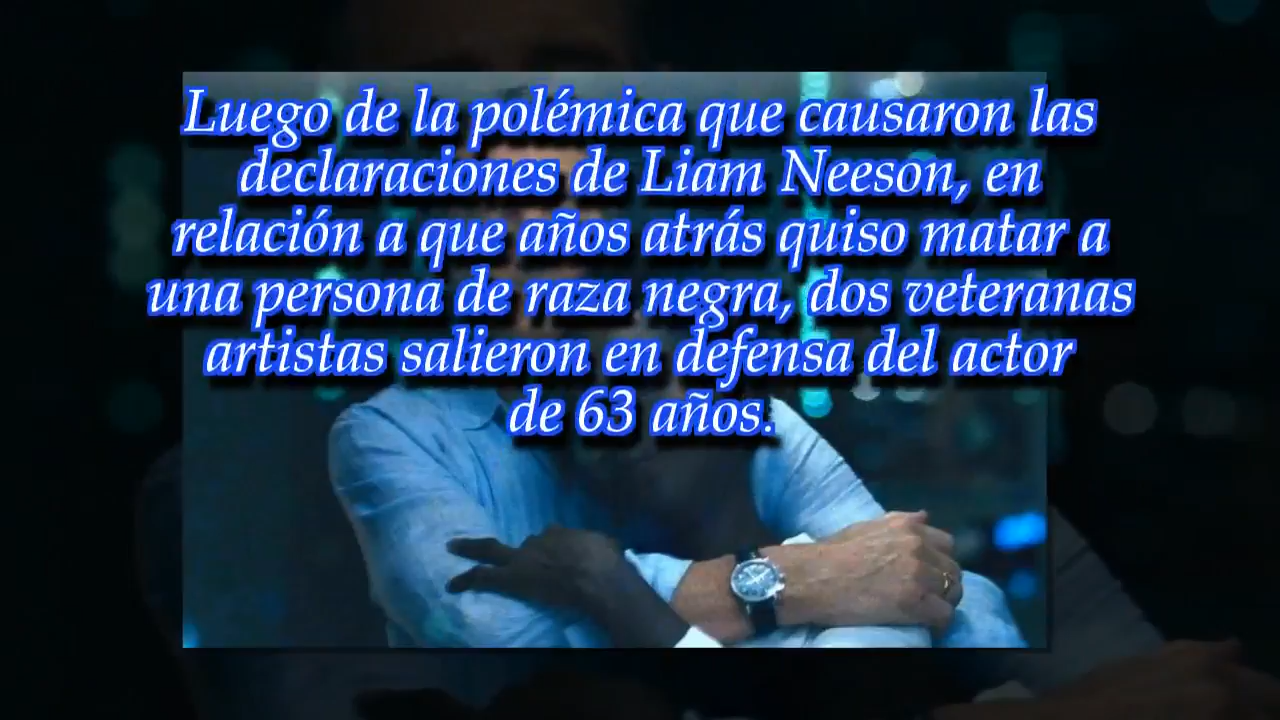 Luego de la polémica que causaron las
declaraciones de Liam Neeson, en
relación a que años atrás quiso matar a
una persona de raza negra, dos veteranas
artistas salieron en defensa del actor
de 63 años.